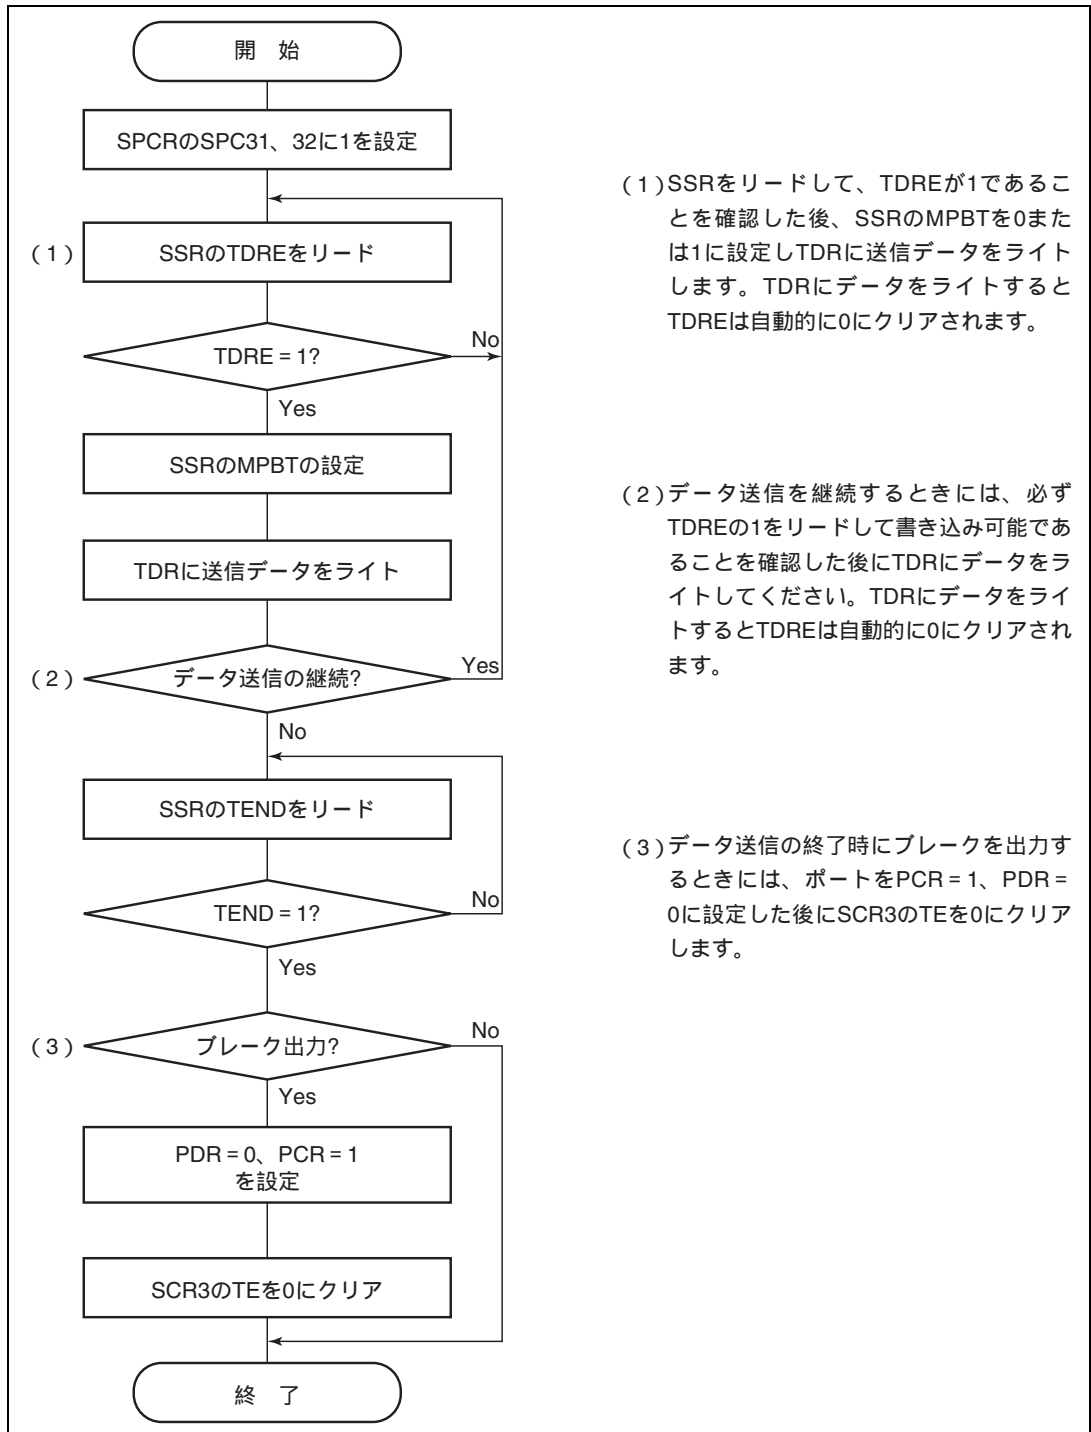 開 始
SPCRのSPC31、32に1を設定
(1)
SSRのTDREをリード
TDRE = 1?
No
Yes
SSRのMPBTの設定
TDRに送信データをライト
(2)
データ送信の継続?
Yes
No
SSRのTENDをリード
TEND = 1?
No
Yes
(3)
ブレーク出力?
No
Yes
PDR = 0、PCR = 1
を設定
SCR3のTEを0にクリア
終 了
(1)SSRをリードして、TDREが1であるこ
とを確認した後、SSRのMPBTを0また
は1に設定しTDRに送信データをライト
します。TDRにデータをライトすると
TDREは自動的に0にクリアされます。
(2)データ送信を継続するときには、必ず
TDREの1をリードして書き込み可能であ
ることを確認した後にTDRにデータをラ
イトしてください。TDRにデータをライ
トするとTDREは自動的に0にクリアされ
ます。
(3)データ送信の終了時にブレークを出力す
るときには、ポートをPCR = 1、PDR =
0に設定した後にSCR3のTEを0にクリア
します。